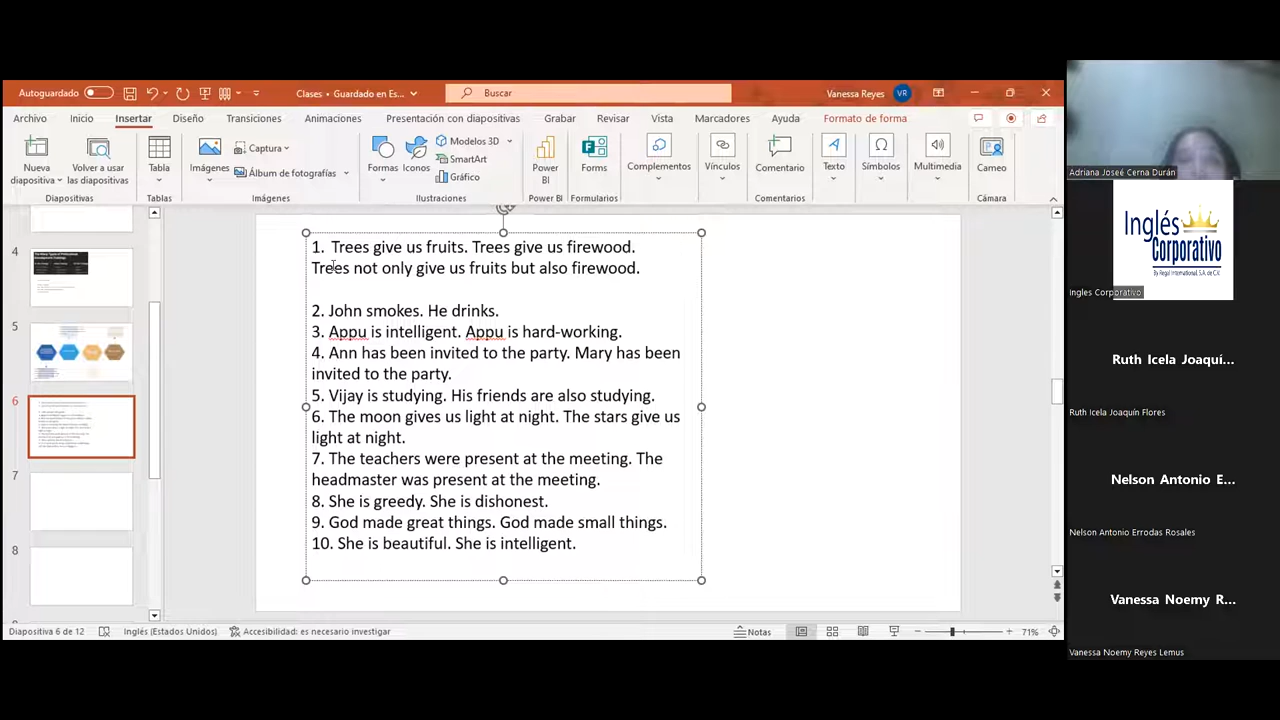 Autoguardado
Clases • Guardado en Es...
Buscar
Vanessa Reyes
VR
Archivo
Inicio
Insertar
Diseño
Transiciones
Animaciones
Presentación con diapositivas
Grabar
Revisar
Vista
Marcadores
Ayuda
Formato de forma
Nueva diapositiva
Volver a usar las diapositivas
Tabla
Imágenes
Captura
Álbum de fotografías
Formas
Iconos
Modelos 3D
SmartArt
Gráfico
Power BI
Forms
Complementos
Vínculos
Comentario
Texto
Símbolos
Multimedia
Cameo
Diapositivas
Tablas
Imágenes
Ilustraciones
Power BI
Formularios
Comentarios
Cámara
4
5
6
7
8
1. Trees give us fruits. Trees give us firewood.
Trees not only give us fruits but also firewood.
2. John smokes. He drinks.
3. Appu is intelligent. Appu is hard-working.
4. Ann has been invited to the party. Mary has been
invited to the party.
5. Vijay is studying. His friends are also studying.
6. The moon gives us light at night. The stars give us
light at night.
7. The teachers were present at the meeting. The
headmaster was present at the meeting.
8. She is greedy. She is dishonest.
9. God made great things. God made small things.
10. She is beautiful. She is intelligent.
Diapositiva 6 de 12
Inglés (Estados Unidos)
Accesibilidad: es necesario investigar
Notas
71%
Adriana Joseé Cerna Durán
Inglés
Corporativo
By Regal International, S.A. de C.V.
Ingles Corporativo
Ruth Icela Joaquí...
Ruth Icela Joaquín Flores
Nelson Antonio E...
Nelson Antonio Errodas Rosales
Vanessa Noemy R...
Vanessa Noemy Reyes Lemus